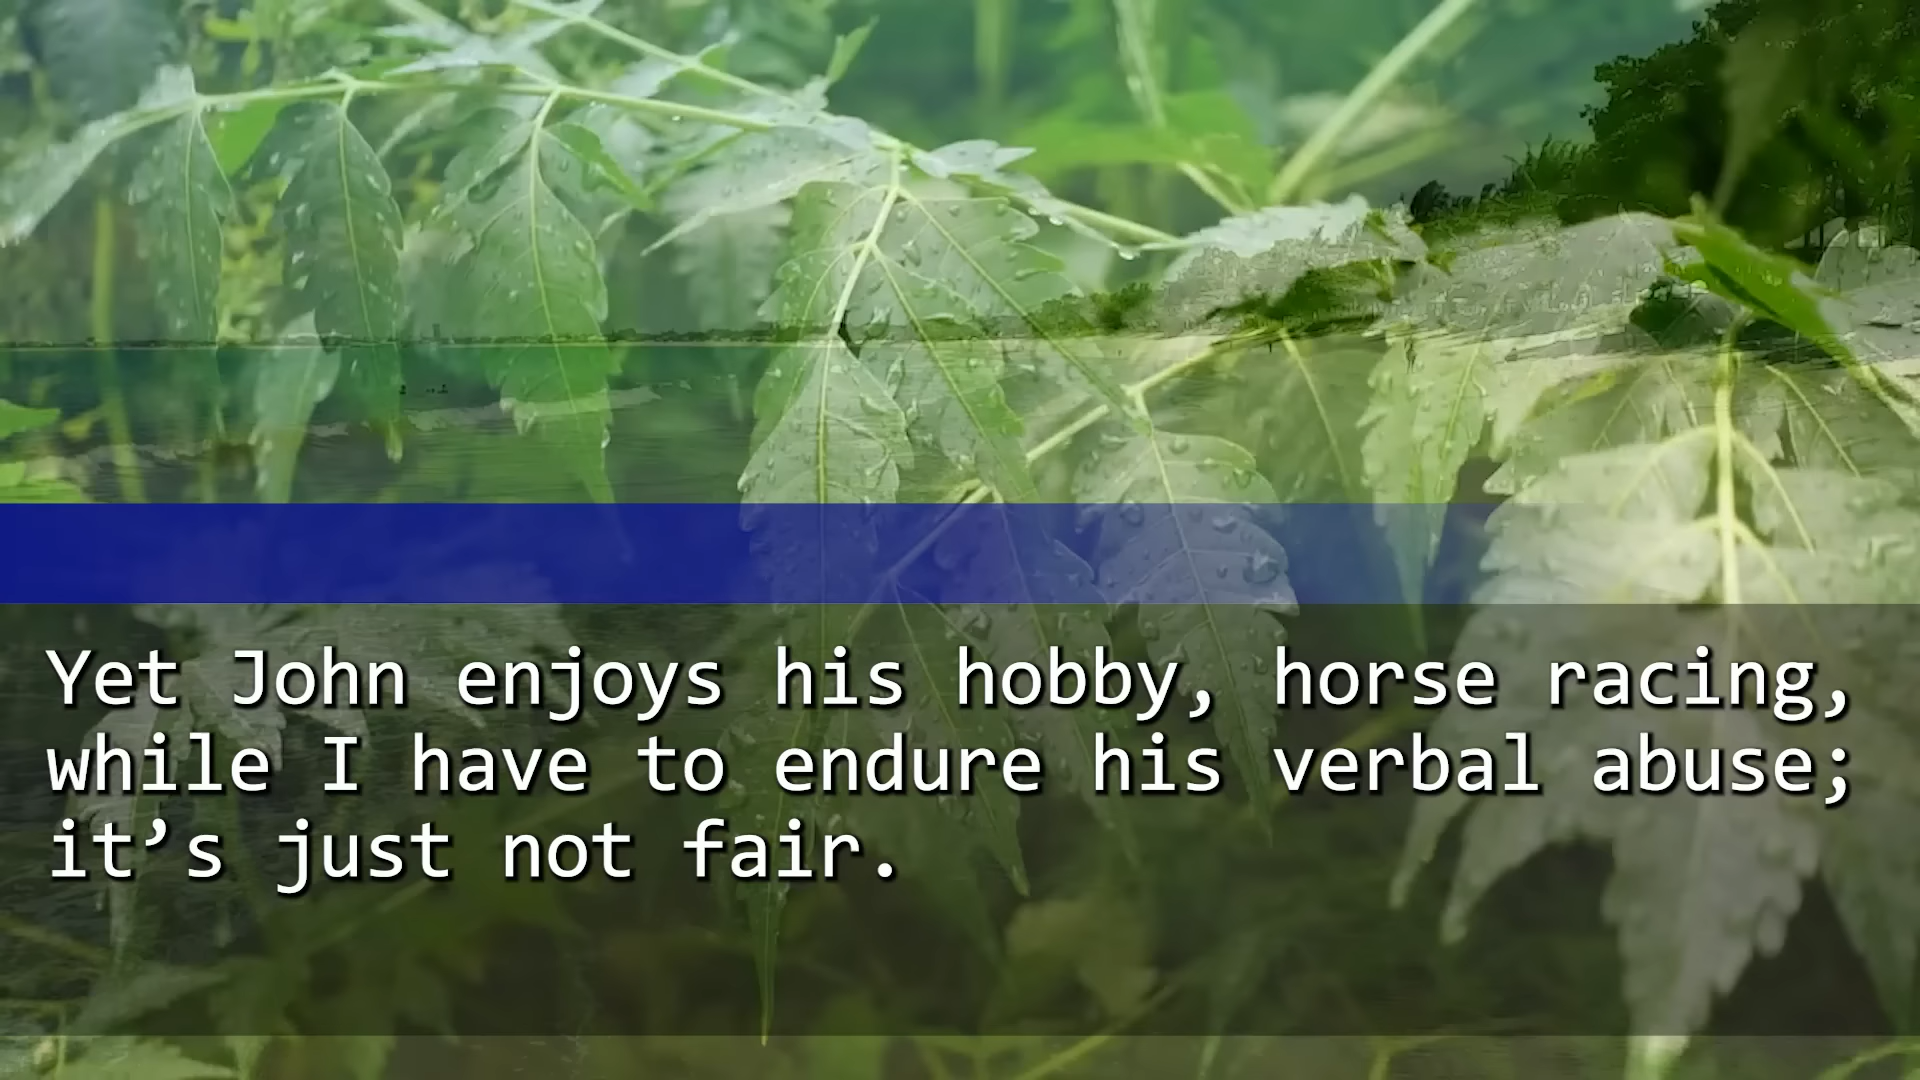 Yet John enjoys his hobby, horse racing,
while I have to endure his verbal abuse;
it’s just not fair.